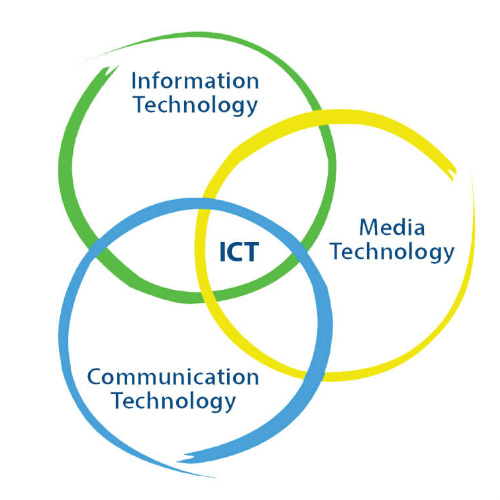 Information
Technology
Media
Technology
ICT
Communication
Technology